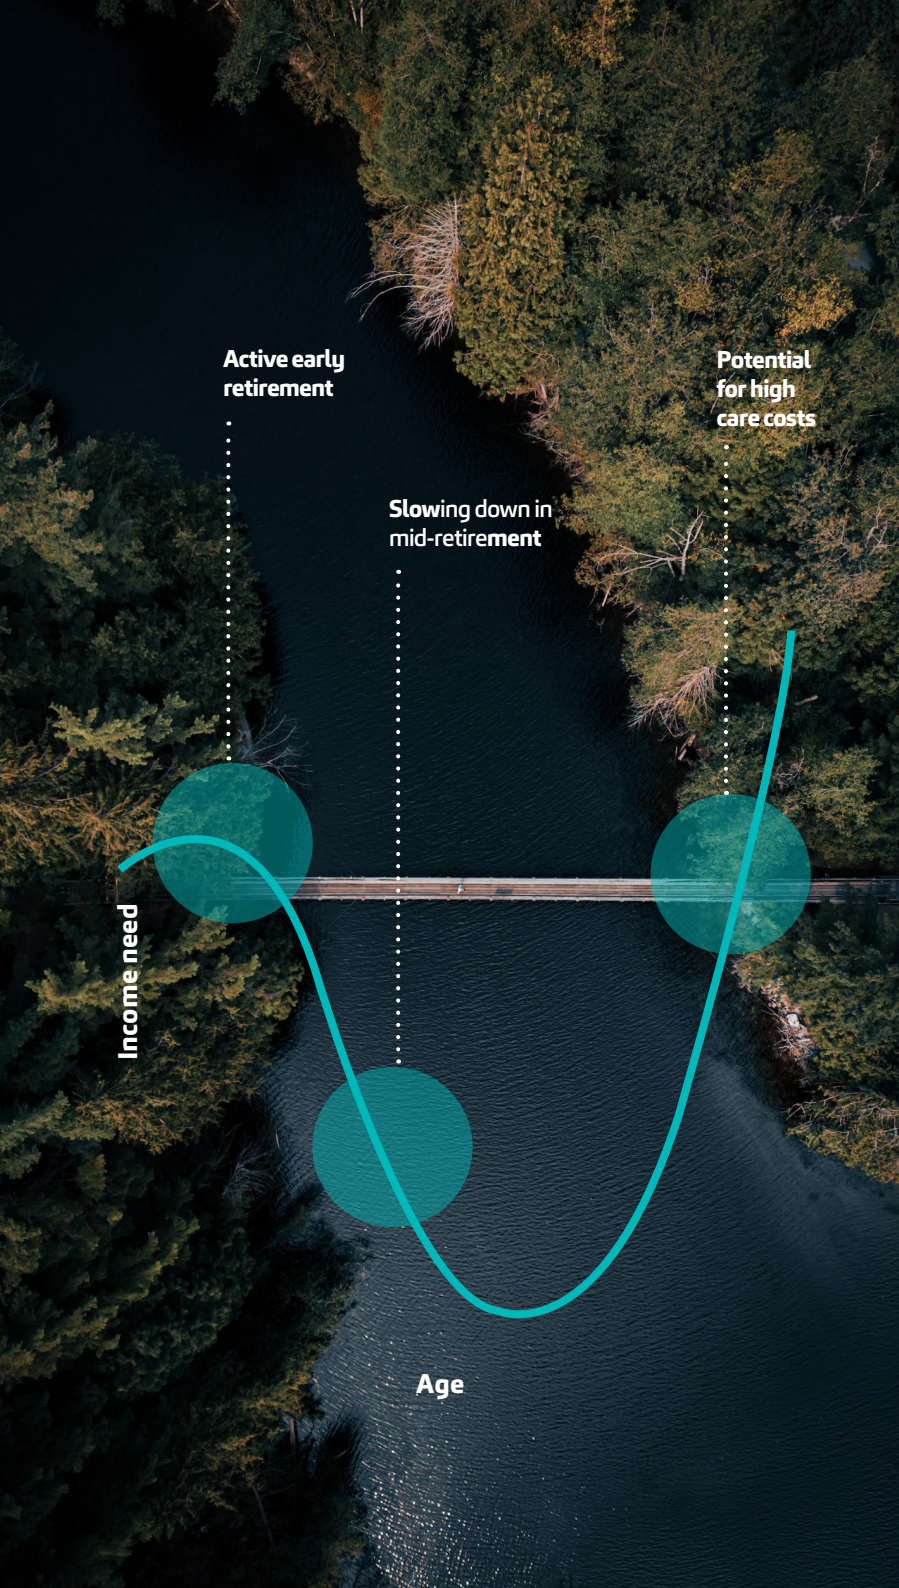 Active early
retirement
Potential
for high
care costs
Slowing down in
mid-retirement
Income need
Age